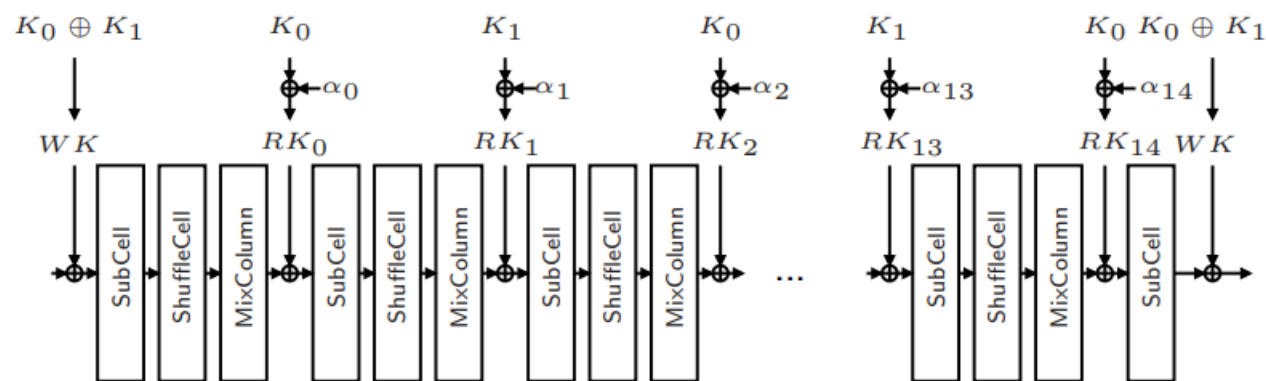 K₀ ⊕ K₁ K₀ K₁ K₀ K₁ K₀ K₀ ⊕ K₁
α₀ α₁ α₂ α₁₃ α₁₄
WK RK₀ RK₁ RK₂ RK₁₃ RK₁₄ WK
SubCell
ShuffleCell
MixColumn
SubCell
ShuffleCell
MixColumn
SubCell
ShuffleCell
MixColumn
...
SubCell
ShuffleCell
MixColumn
SubCell